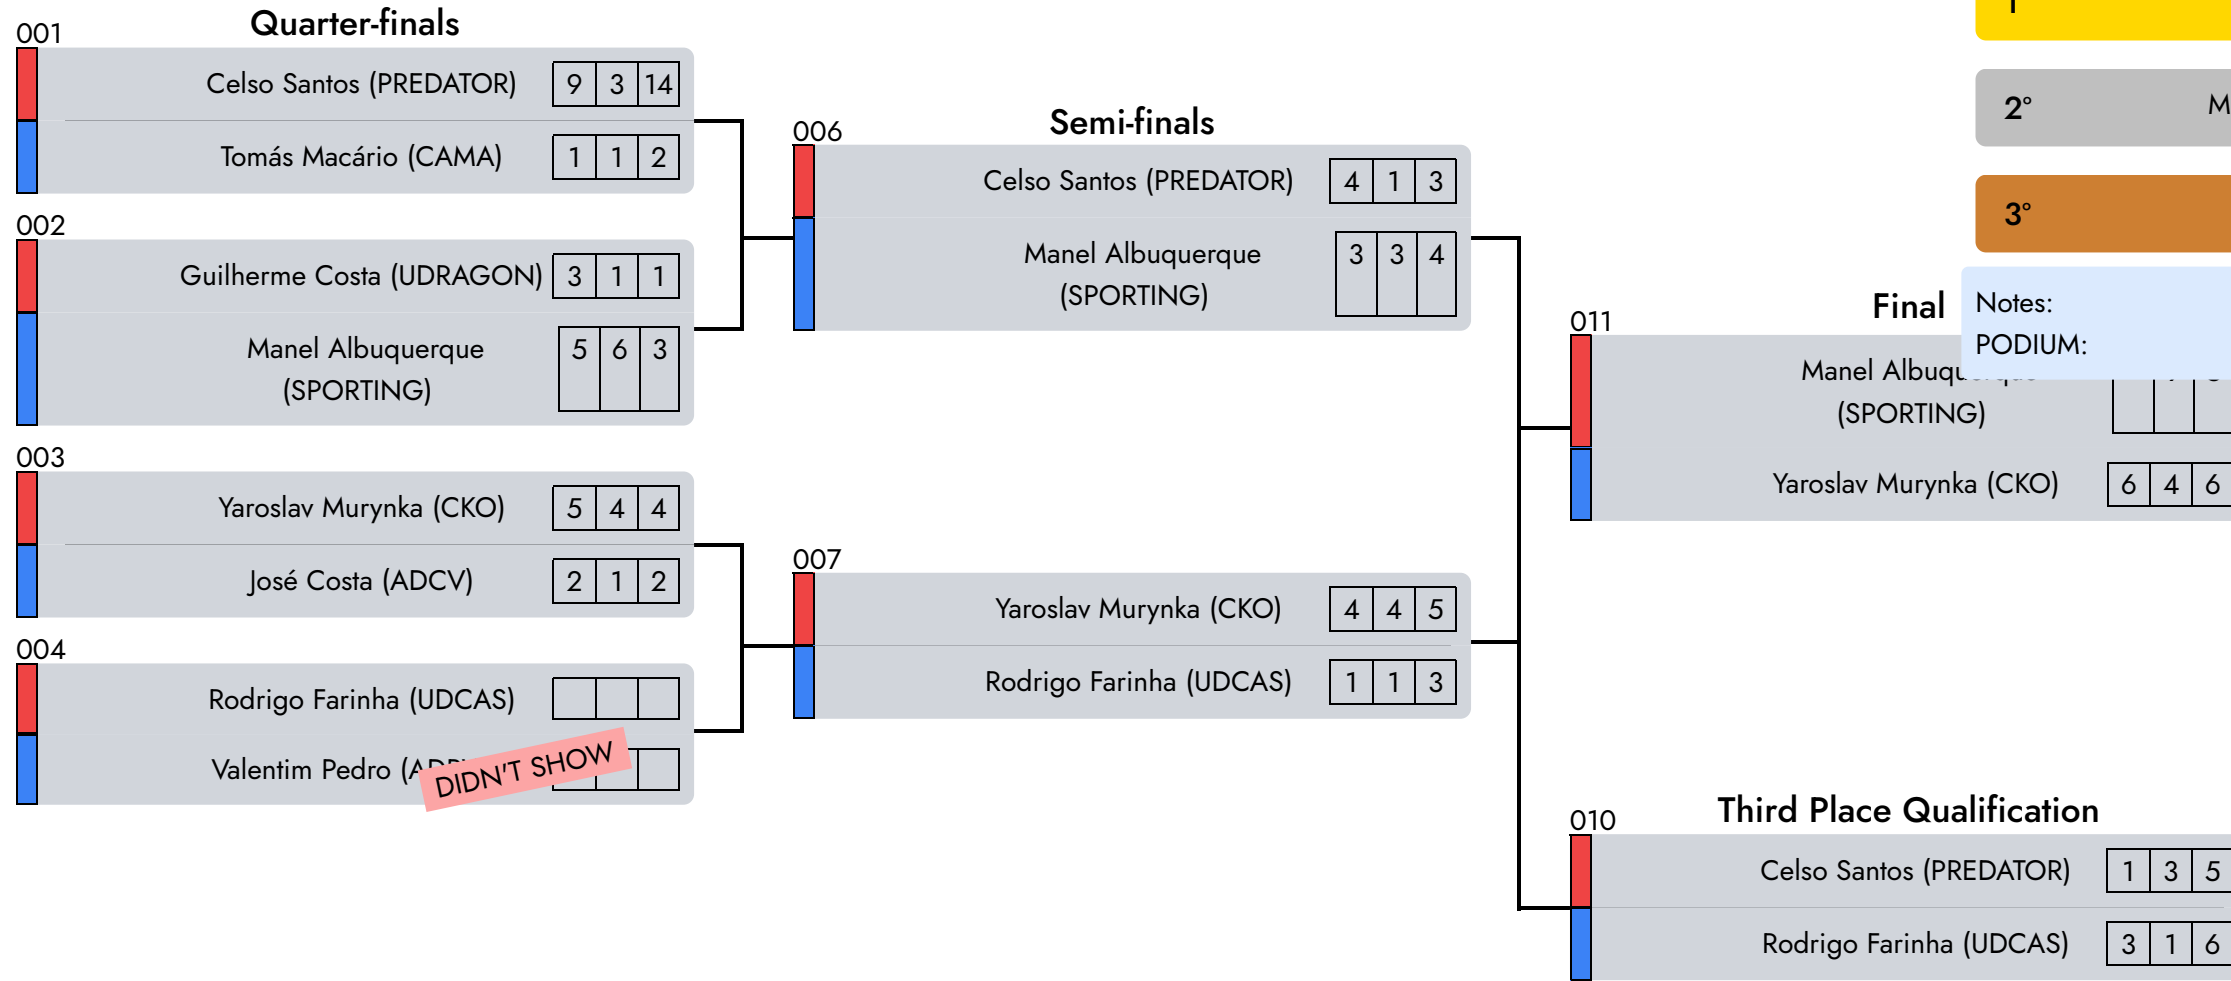 Quarter-finals
001
Celso Santos (PREDATOR) 9 3 14
Tomás Macário (CAMA) 1 1 2
002
Guilherme Costa (UDRAGON) 3 1 1
Manel Albuquerque 5 6 3
(SPORTING)
003
Yaroslav Murynka (CKO) 5 4 4
José Costa (ADCV) 2 1 2
004
Rodrigo Farinha (UDCAS)
Valentim Pedro
DIDN'T SHOW
Semi-finals
006
Celso Santos (PREDATOR) 4 1 3
Manel Albuquerque 3 3 4
(SPORTING)
007
Yaroslav Murynka (CKO) 4 4 5
Rodrigo Farinha (UDCAS) 1 1 3
2° M
3°
Notes:
PODIUM:
Final
011
Manel
(SPORTING)
Yaroslav Murynka (CKO) 6 4 6
Third Place Qualification
010
Celso Santos (PREDATOR) 1 3 5
Rodrigo Farinha (UDCAS) 3 1 6